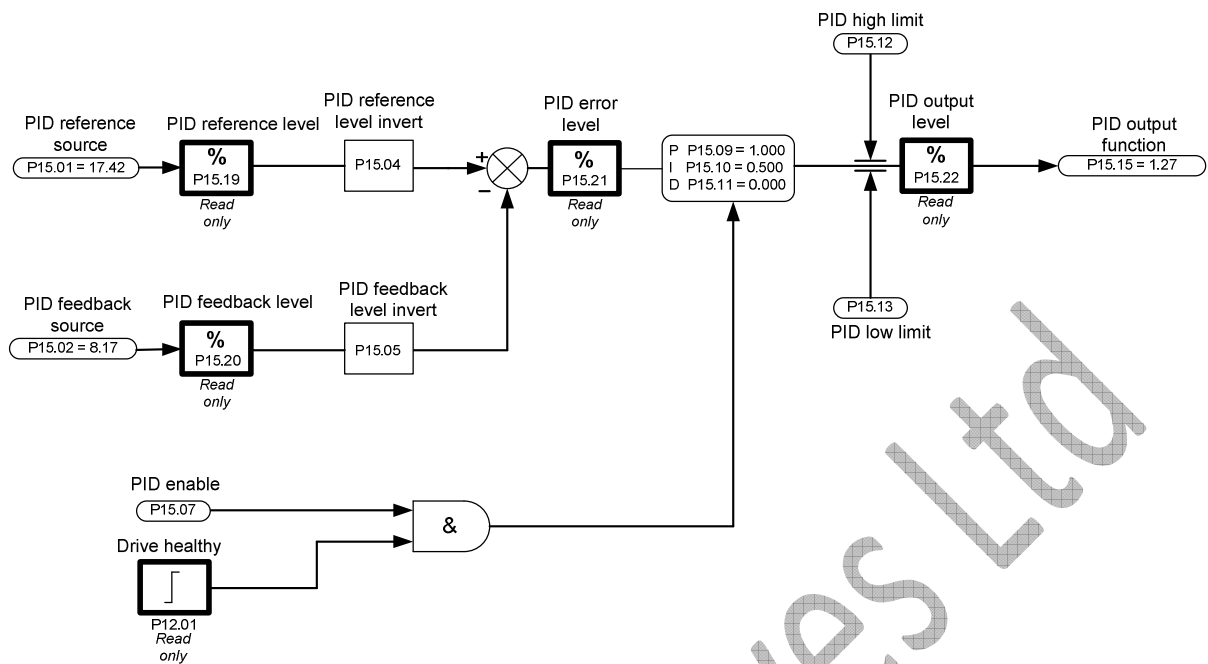 PID high limit
P15.12
PID reference
source
P15.01 = 17.42
PID reference level
%
P15.19
Read
only
PID reference
level invert
P15.04
+
−
PID error
level
%
P15.21
P P15.09 = 1.000
I P15.10 = 0.500
D P15.11 = 0.000
PID output
level
%
P15.22
Read
only
PID output
function
P15.15 = 1.27
PID feedback
source
P15.02 = 8.17
PID feedback level
%
P15.20
Read
only
PID feedback
level invert
P15.05
P15.13
PID low limit
PID enable
P15.07
&
Drive healthy
P12.01
Read
only
Read
only
ves Ltd